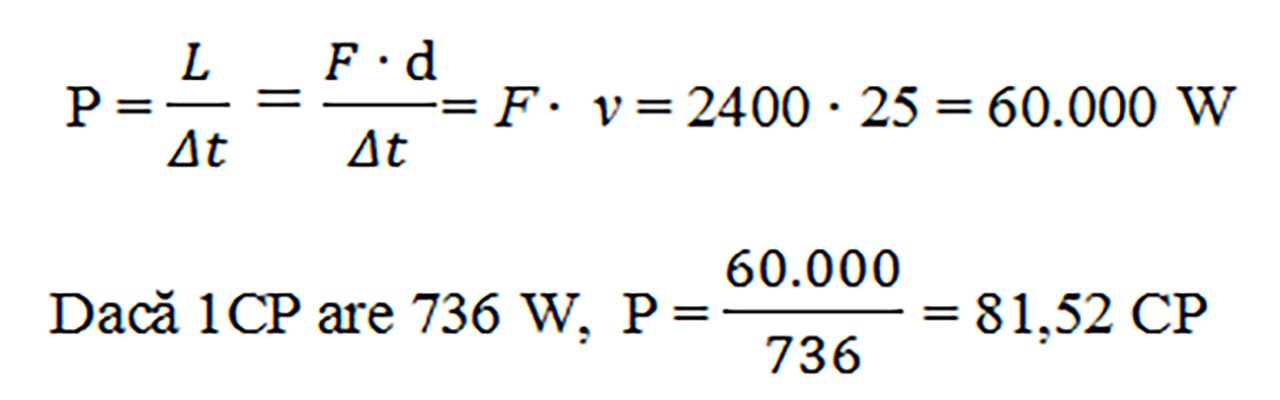 P = L/Δt = F · d/Δt = F · v = 2400 · 25 = 60.000 W
Dacă 1CP are 736 W, P = 60.000/736 = 81,52 CP